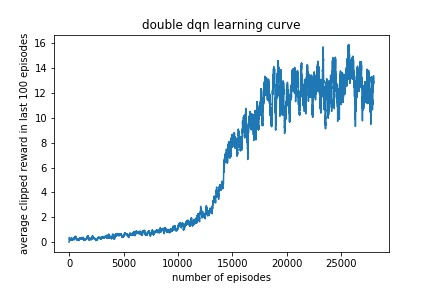 double dqn learning curve
average clipped reward in last 100 episodes
16
14
12
10
8
6
4
2
0
0 5000 10000 15000 20000 25000
number of episodes